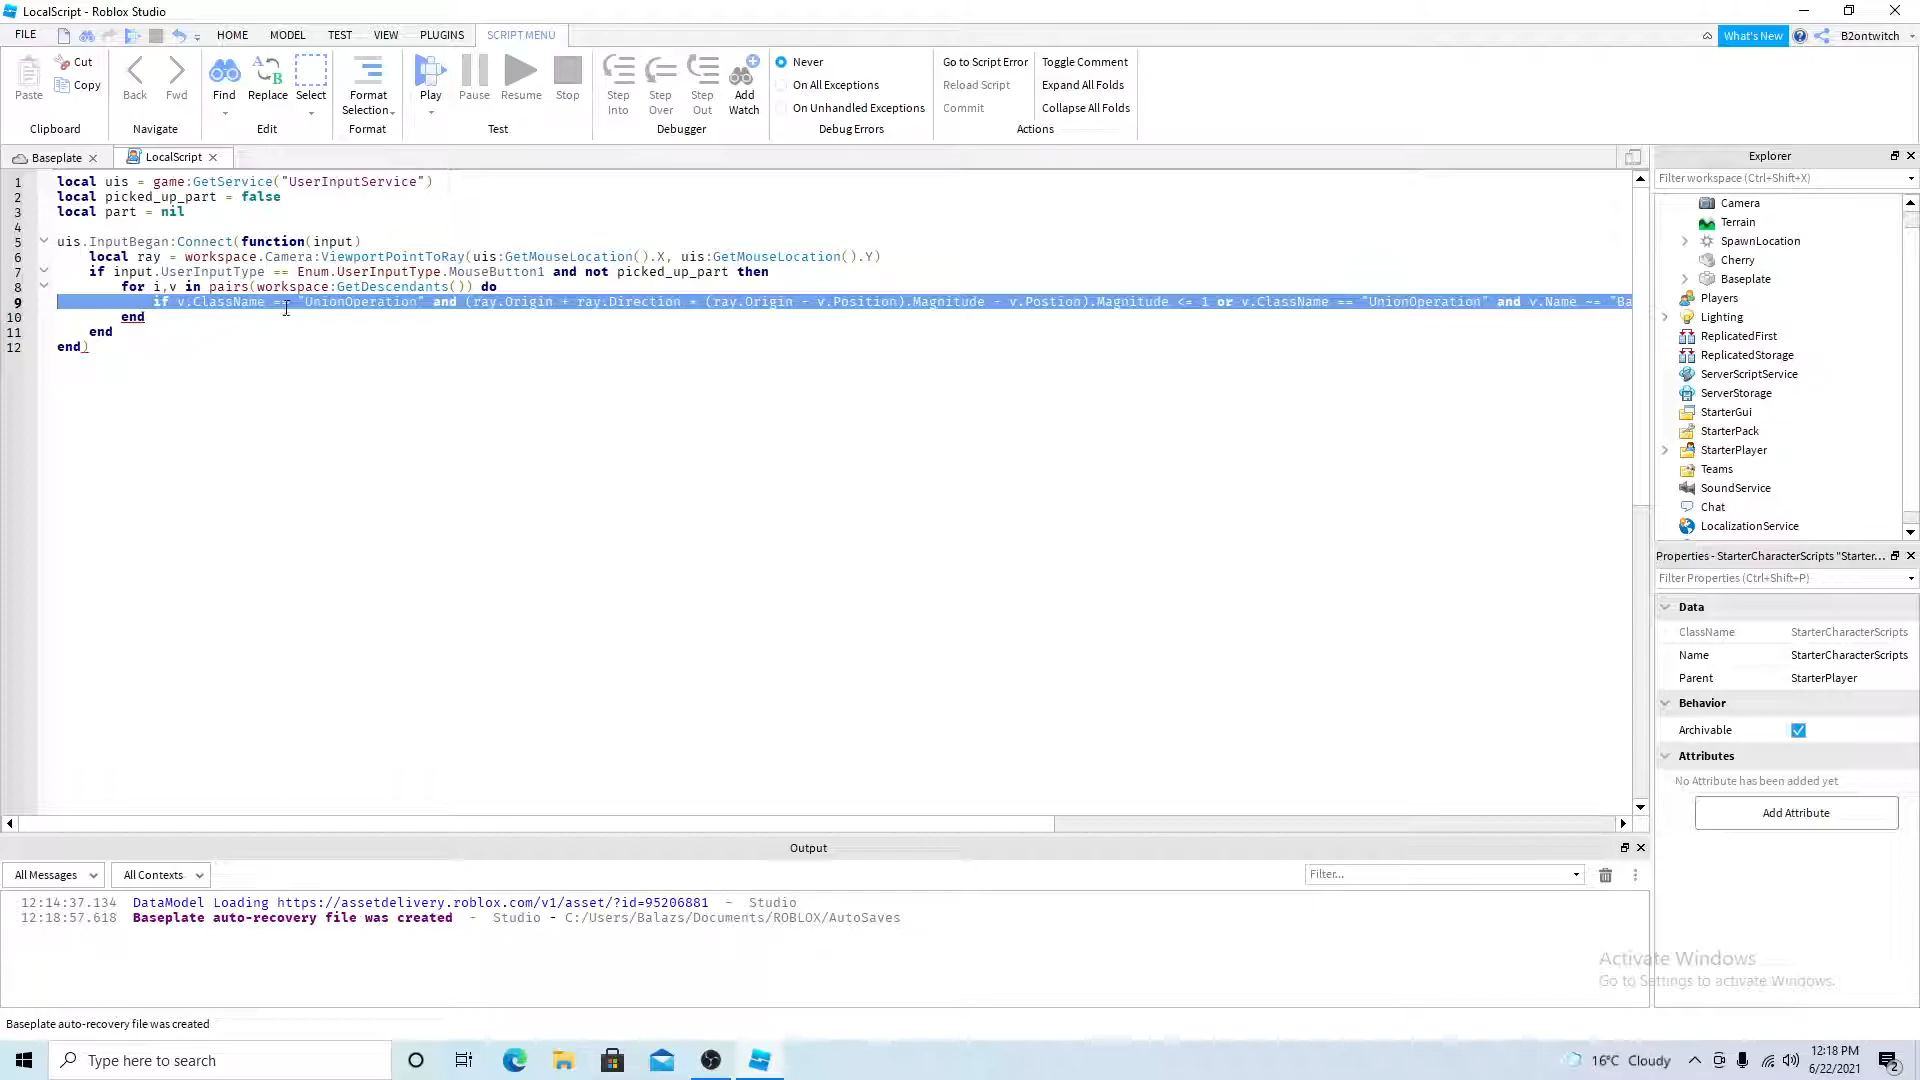 LocalScript - Roblox Studio
FILE HOME MODEL TEST VIEW PLUGINS SCRIPT MENU What's New B2ontwitch
Paste Cut Copy Back Fwd Find Replace Select Format Selection Play Pause Resume Stop Step Into Step Over Step Out Add Watch
Never
On All Exceptions
On Unhandled Exceptions
Go to Script Error
Reload Script
Commit
Toggle Comment
Expand All Folds
Collapse All Folds
Clipboard Navigate Edit Format Test Debugger Debug Errors Actions
Baseplate LocalScript
1 local uis = game:GetService("UserInputService")
2 local picked_up_part = false
3 local part = nil
4
5 uis.InputBegan:Connect(function(input)
6 local ray = workspace.Camera:ViewportPointToRay(uis:GetMouseLocation().X, uis:GetMouseLocation().Y)
7 if input.UserInputType == Enum.UserInputType.MouseButton1 and not picked_up_part then
8 for i,v in pairs(workspace:GetDescendants()) do
9 if v.ClassName == "UnionOperation" and (ray.Origin + ray.Direction * (ray.Origin - v.Position).Magnitude - v.Postion).Magnitude <= 1 or v.ClassName == "UnionOperation" and v.Name ~= "Ba
10 end
11 end
12 end)
Explorer
Filter workspace (Ctrl+Shift+X)
Camera
Terrain
SpawnLocation
Cherry
Baseplate
Players
Lighting
ReplicatedFirst
ReplicatedStorage
ServerScriptService
ServerStorage
StarterGui
StarterPack
StarterPlayer
Teams
SoundService
Chat
LocalizationService
Properties - StarterCharacterScripts "Starter...
Filter Properties (Ctrl+Shift+P)
Data
ClassName StarterCharacterScripts
Name StarterCharacterScripts
Parent StarterPlayer
Behavior
Archivable
Attributes
No Attribute has been added yet
Add Attribute
Output
All Messages All Contexts Filter...
12:14:37.134 DataModel Loading https://assetdelivery.roblox.com/v1/asset/?id=95206881 - Studio
12:18:57.618 Baseplate auto-recovery file was created - Studio - C:/Users/Balazs/Documents/ROBLOX/AutoSaves
Activate Windows
Go to Settings to activate Windows.
Baseplate auto-recovery file was created
Type here to search
16°C Cloudy
12:18 PM
6/22/2021
2